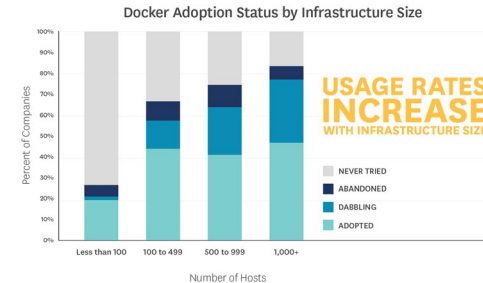 Docker Adoption Status by Infrastructure Size
100%
90%
80%
70%
60%
50%
40%
30%
20%
10%
0%
Percent of Companies
Less than 100
100 to 499
500 to 999
1,000+
Number of Hosts
USAGE RATES
INCREASE
WITH INFRASTRUCTURE SIZE
NEVER TRIED
ABANDONED
DABBLING
ADOPTED